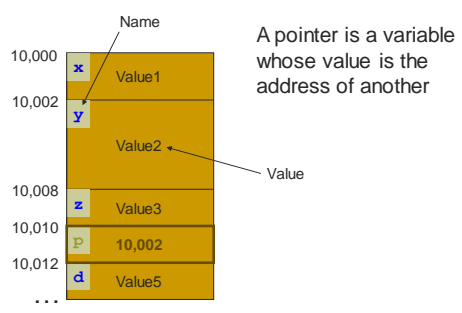 Name
A pointer is a variable
whose value is the
address of another
10,000
x
Value1
10,002
y
Value2
Value
10,008
z
Value3
10,010
p
10,002
10,012
d
Value5
...